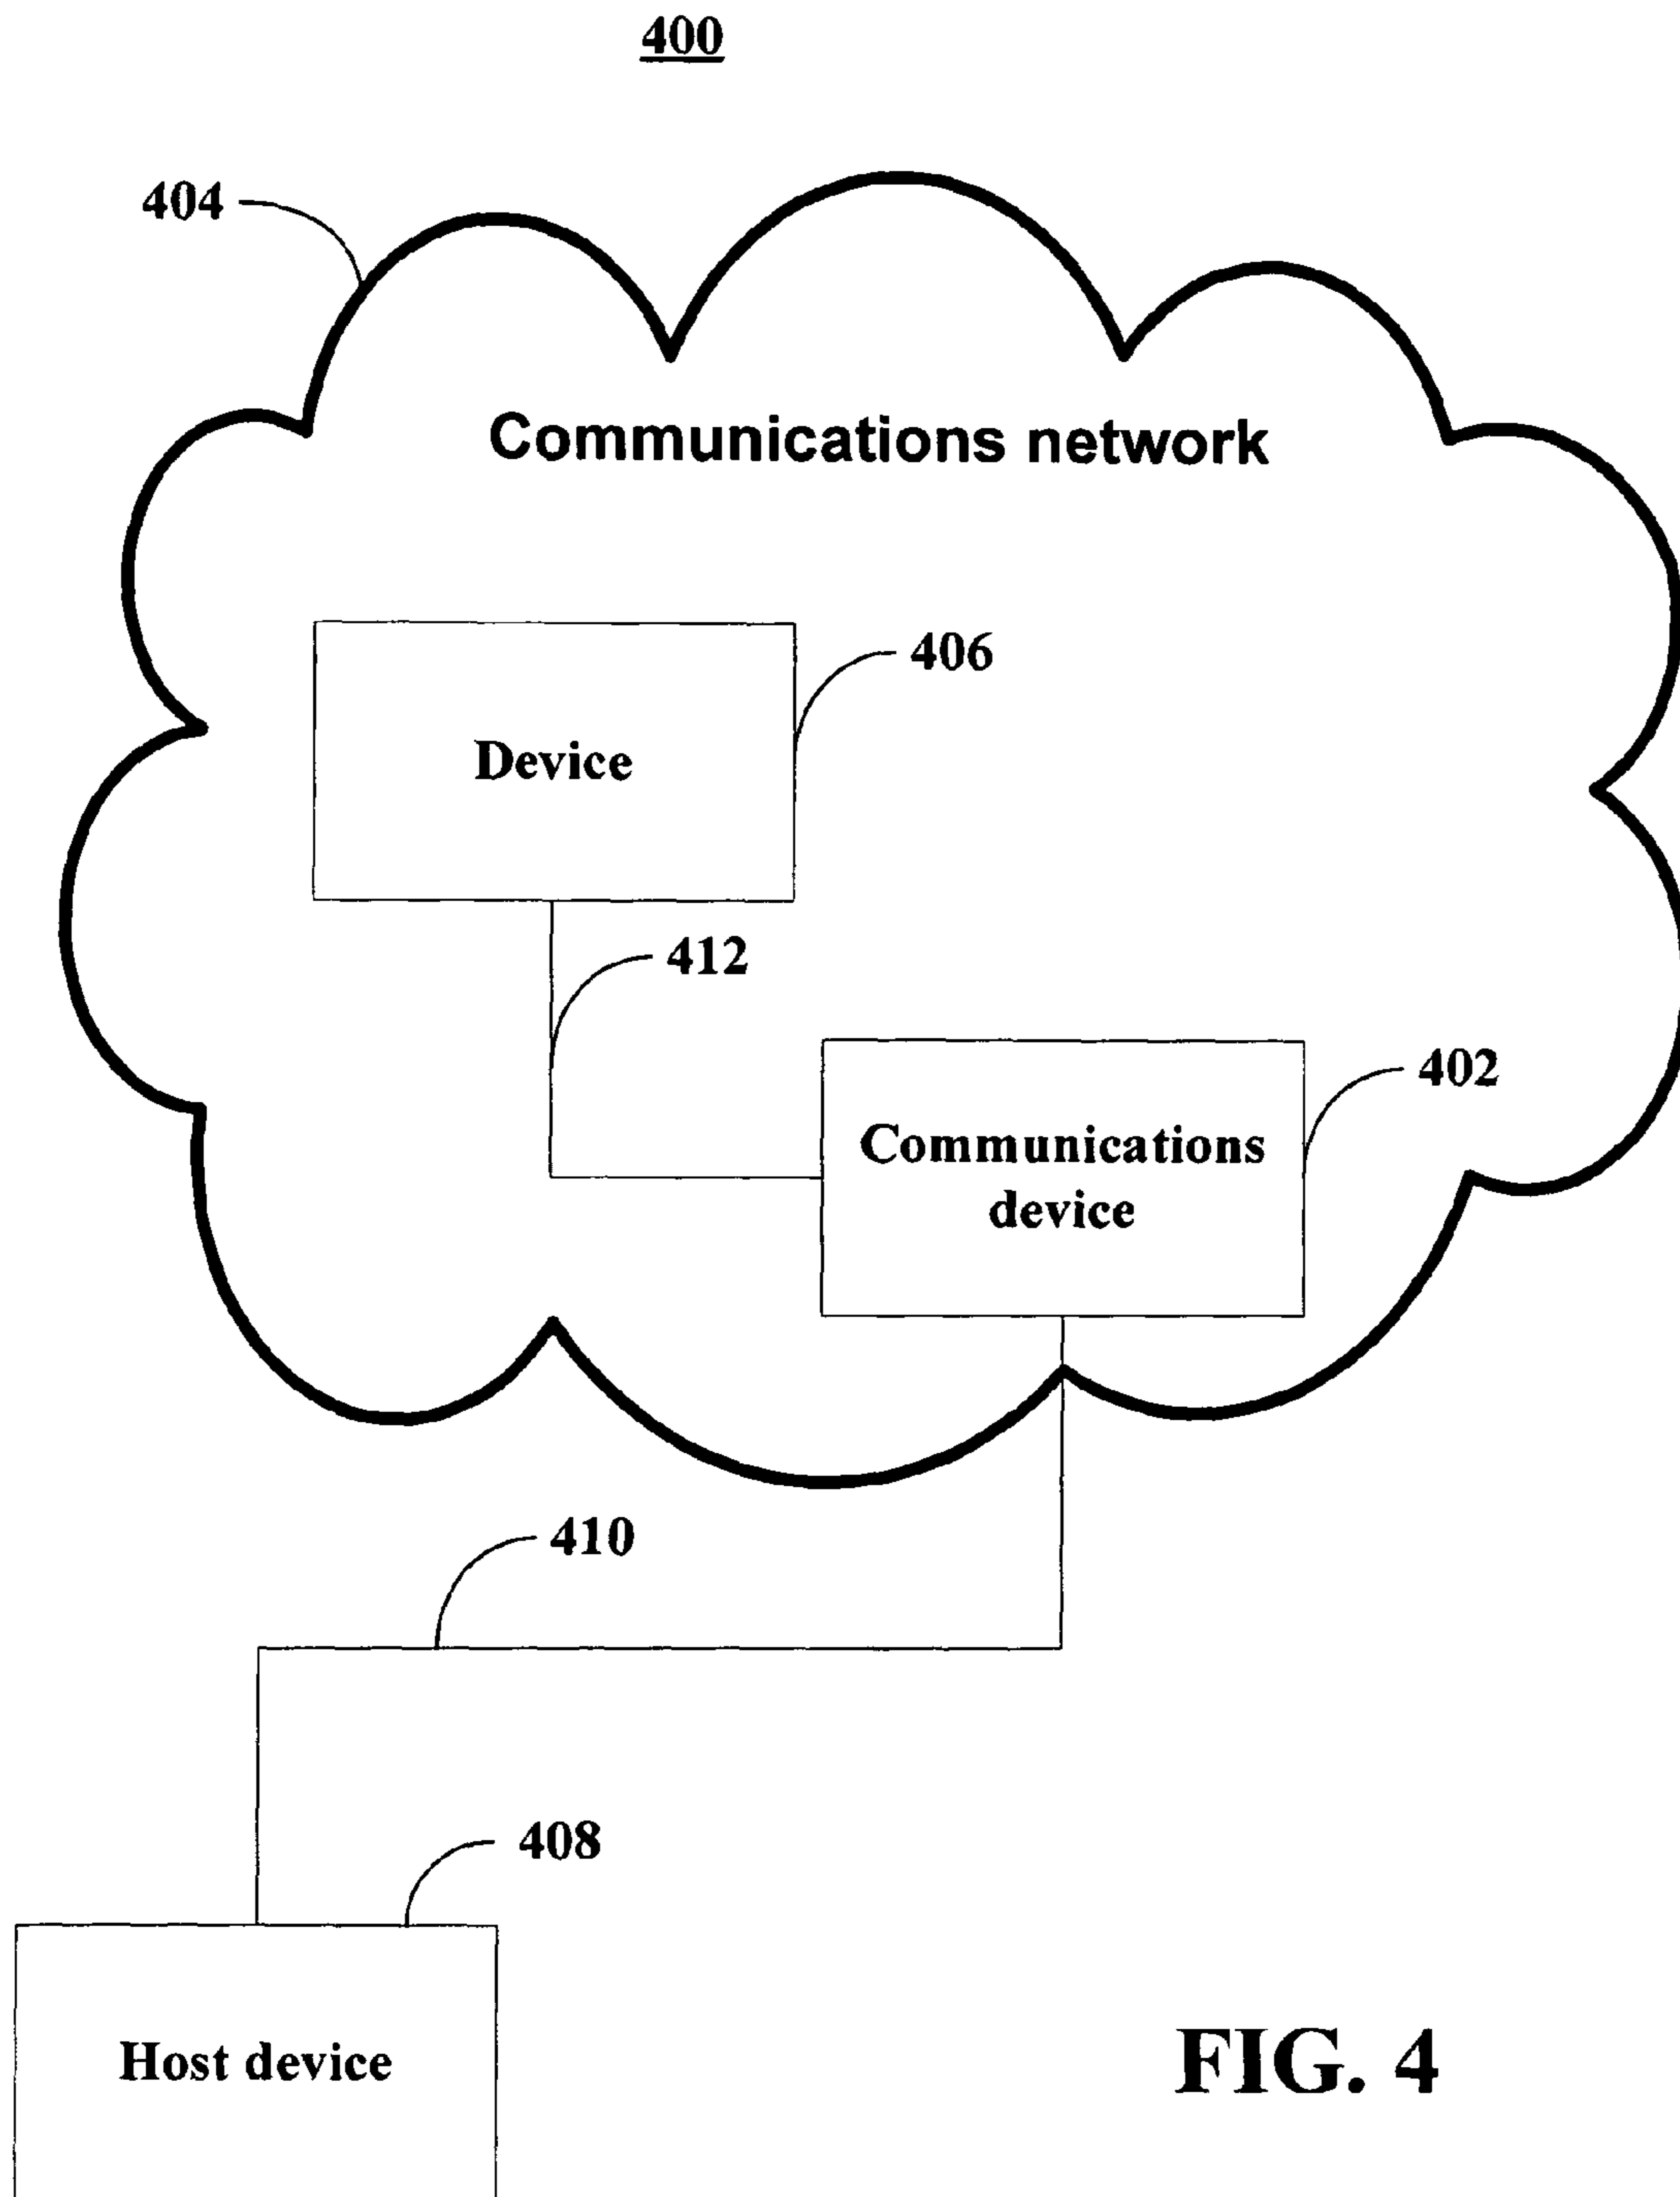 400
404
Communications network
406
Device
412
402
Communications
device
410
408
Host device
FIG. 4